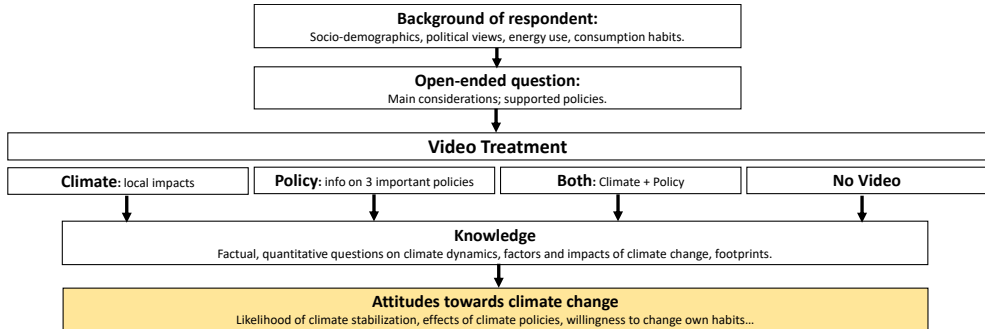 Background of respondent:
Socio-demographics, political views, energy use, consumption habits.
Open-ended question:
Main considerations; supported policies.
Video Treatment
Climate: local impacts
Policy: info on 3 important policies
Both: Climate + Policy
No Video
Knowledge
Factual, quantitative questions on climate dynamics, factors and impacts of climate change, footprints.
Attitudes towards climate change
Likelihood of climate stabilization, effects of climate policies, willingness to change own habits...